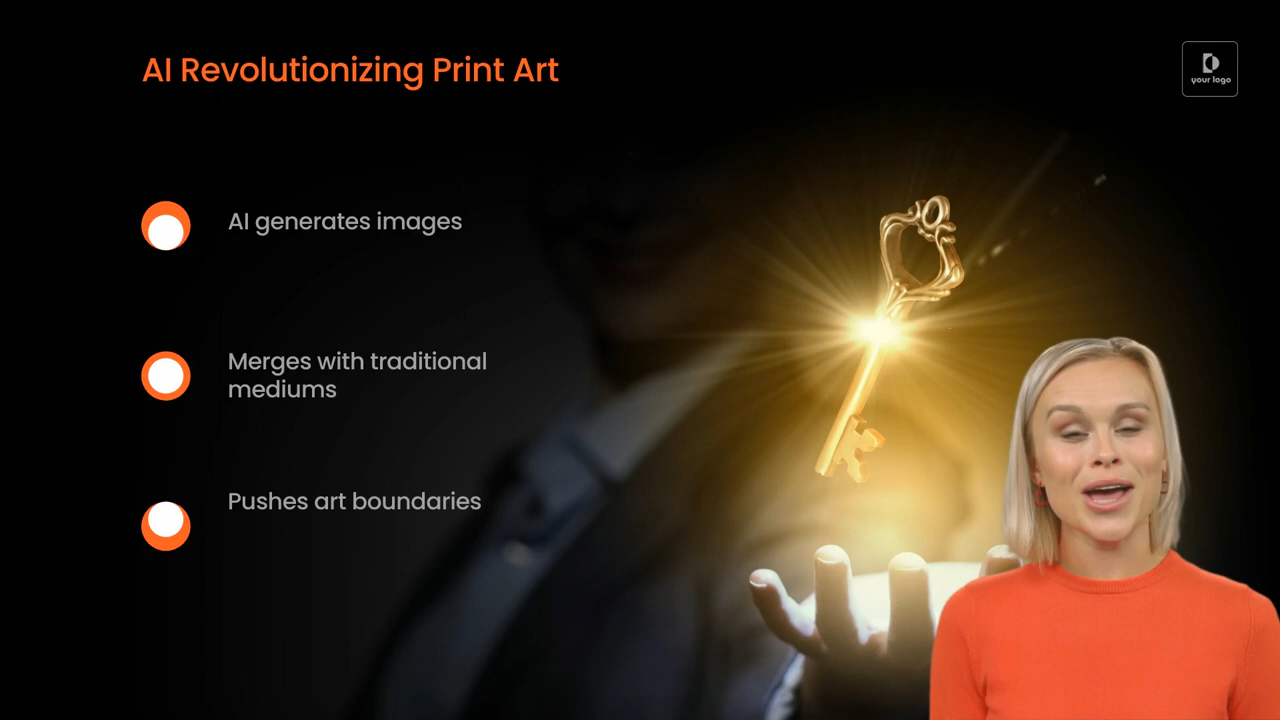 AI Revolutionizing Print Art
your logo
AI generates images
Merges with traditional
mediums
Pushes art boundaries